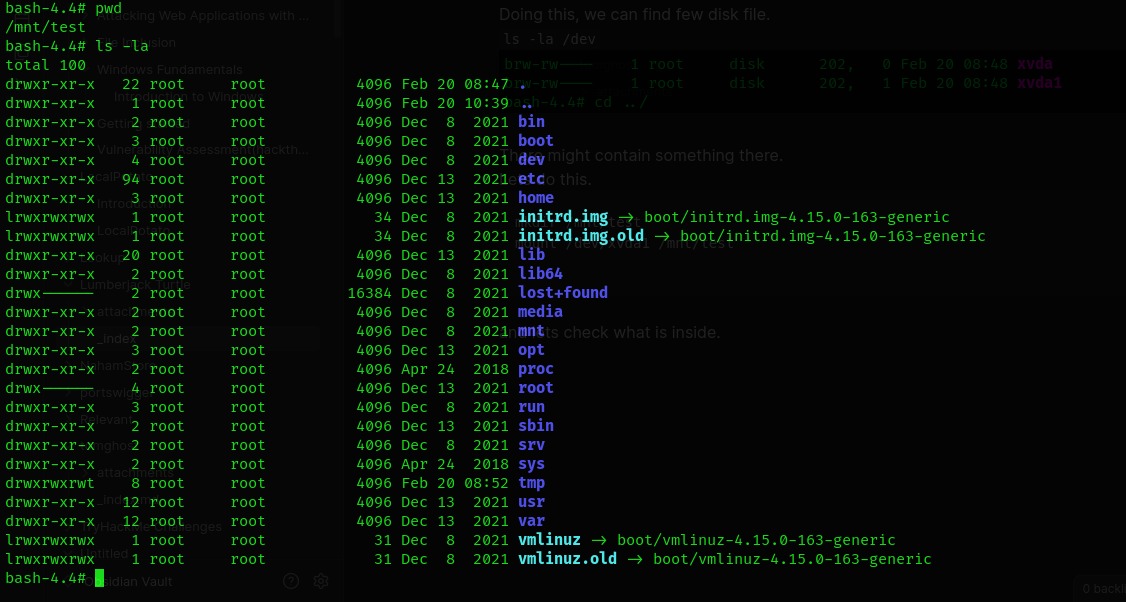 bash-4.4# pwd
/mnt/test
bash-4.4# ls -la
total 100
drwxr-xr-x   22 root     root          4096 Feb 20 08:47 .
drwxr-xr-x    1 root     root          4096 Feb 20 10:39 ..
drwxr-xr-x    2 root     root          4096 Dec  8  2021 bin
drwxr-xr-x    3 root     root          4096 Dec  8  2021 boot
drwxr-xr-x    4 root     root          4096 Dec  8  2021 dev
drwxr-xr-x   94 root     root          4096 Dec 13  2021 etc
drwxr-xr-x    3 root     root          4096 Dec 13  2021 home
lrwxrwxrwx    1 root     root            34 Dec  8  2021 initrd.img -> boot/initrd.img-4.15.0-163-generic
lrwxrwxrwx    1 root     root            34 Dec  8  2021 initrd.img.old -> boot/initrd.img-4.15.0-163-generic
drwxr-xr-x   20 root     root          4096 Dec 13  2021 lib
drwxr-xr-x    2 root     root          4096 Dec  8  2021 lib64
drwx------    2 root     root         16384 Dec  8  2021 lost+found
drwxr-xr-x    2 root     root          4096 Dec  8  2021 media
drwxr-xr-x    2 root     root          4096 Dec  8  2021 mnt
drwxr-xr-x    3 root     root          4096 Dec 13  2021 opt
drwxr-xr-x    2 root     root          4096 Apr 24  2018 proc
drwx------    4 root     root          4096 Dec 13  2021 root
drwxr-xr-x    3 root     root          4096 Dec  8  2021 run
drwxr-xr-x    2 root     root          4096 Dec 13  2021 sbin
drwxr-xr-x    2 root     root          4096 Dec  8  2021 srv
drwxr-xr-x    2 root     root          4096 Apr 24  2018 sys
drwxrwxrwt    8 root     root          4096 Feb 20 08:52 tmp
drwxr-xr-x   12 root     root          4096 Dec 13  2021 usr
drwxr-xr-x   12 root     root          4096 Dec 13  2021 var
lrwxrwxrwx    1 root     root            31 Dec  8  2021 vmlinuz -> boot/vmlinuz-4.15.0-163-generic
lrwxrwxrwx    1 root     root            31 Dec  8  2021 vmlinuz.old -> boot/vmlinuz-4.15.0-163-generic
bash-4.4#
Doing this, we can find few disk file.
ls -la /dev
brw-rw----    1 root     disk      202,   0 Feb 20 08:48 xvda
brw-rw----    1 root     disk      202,   1 Feb 20 08:48 xvda1
bash-4.4# cd ../
There might contain something there.
do this.
lets check what is inside.
Attacking Web Applications with ...
Windows Fundamentals
Introduction to Windows
Lumberjack Turtle
TryHackMe Challenges
Obsidian Vault